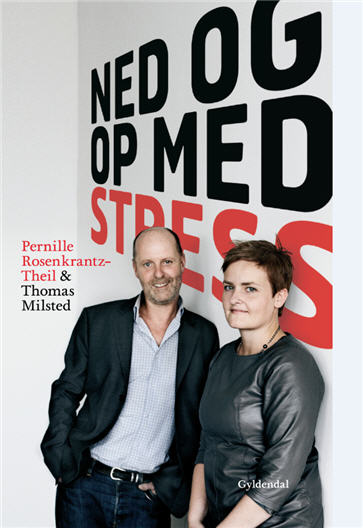 NED OG
OP MED
STRESS
Pernille
Rosenkrantz-
Theil & 
Thomas
Milsted
Gyldendal